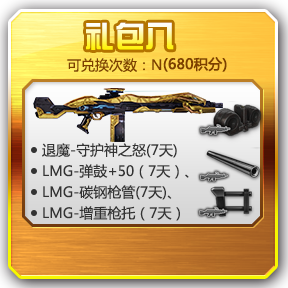 礼包八
可兑换次数：N(680积分)
• 退魔-守护神之怒(7天)
• LMG-弹鼓+50（7天）、
• LMG-碳钢枪管(7天)、
• LMG-增重枪托（7天）